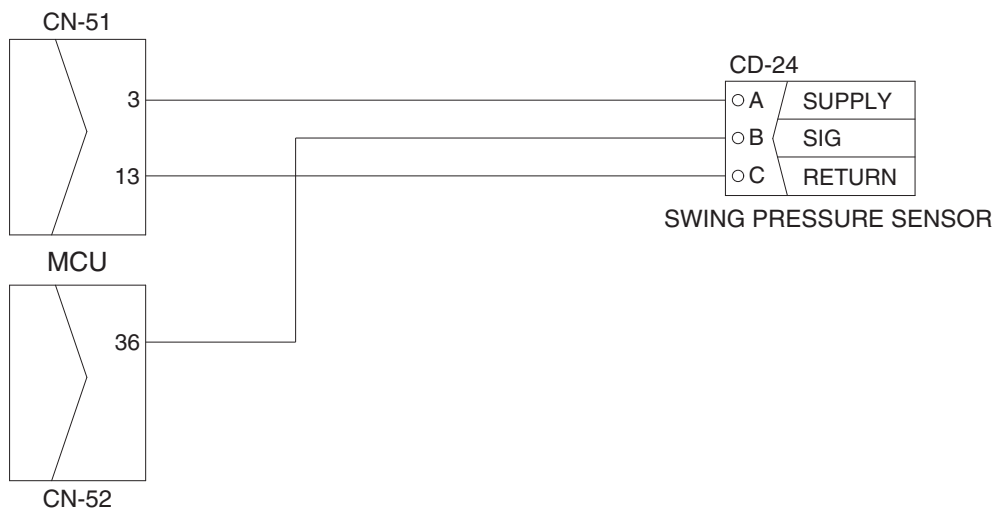 CN-51
3
13
MCU
36
CN-52
CD-24
A SUPPLY
B SIG
C RETURN
SWING PRESSURE SENSOR